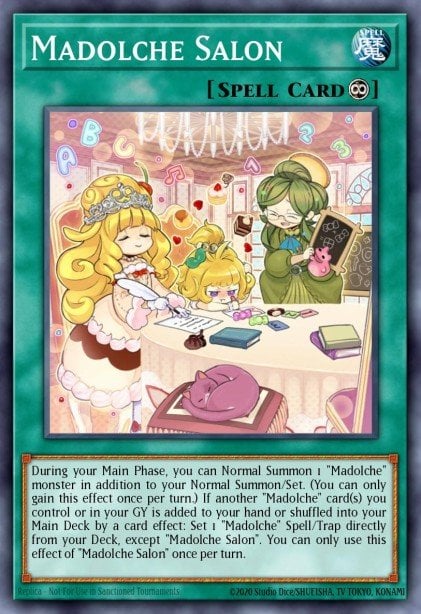 Madolche Salon
SPELL
魔
[Spell Card]
A B C 1 2 3
During your Main Phase, you can Normal Summon 1 "Madolche"
monster in addition to your Normal Summon/Set. (You can only
gain this effect once per turn.) If another "Madolche" card(s) you
control or in your GY is added to your hand or shuffled into your
Main Deck by a card effect: Set 1 "Madolche" Spell/Trap directly
from your Deck, except "Madolche Salon". You can only use this
effect of "Madolche Salon" once per turn.
Replica - Not For Use in Sanctioned Tournaments
©2020 Studio Dice/SHUEISHA, TV TOKYO, KONAMI